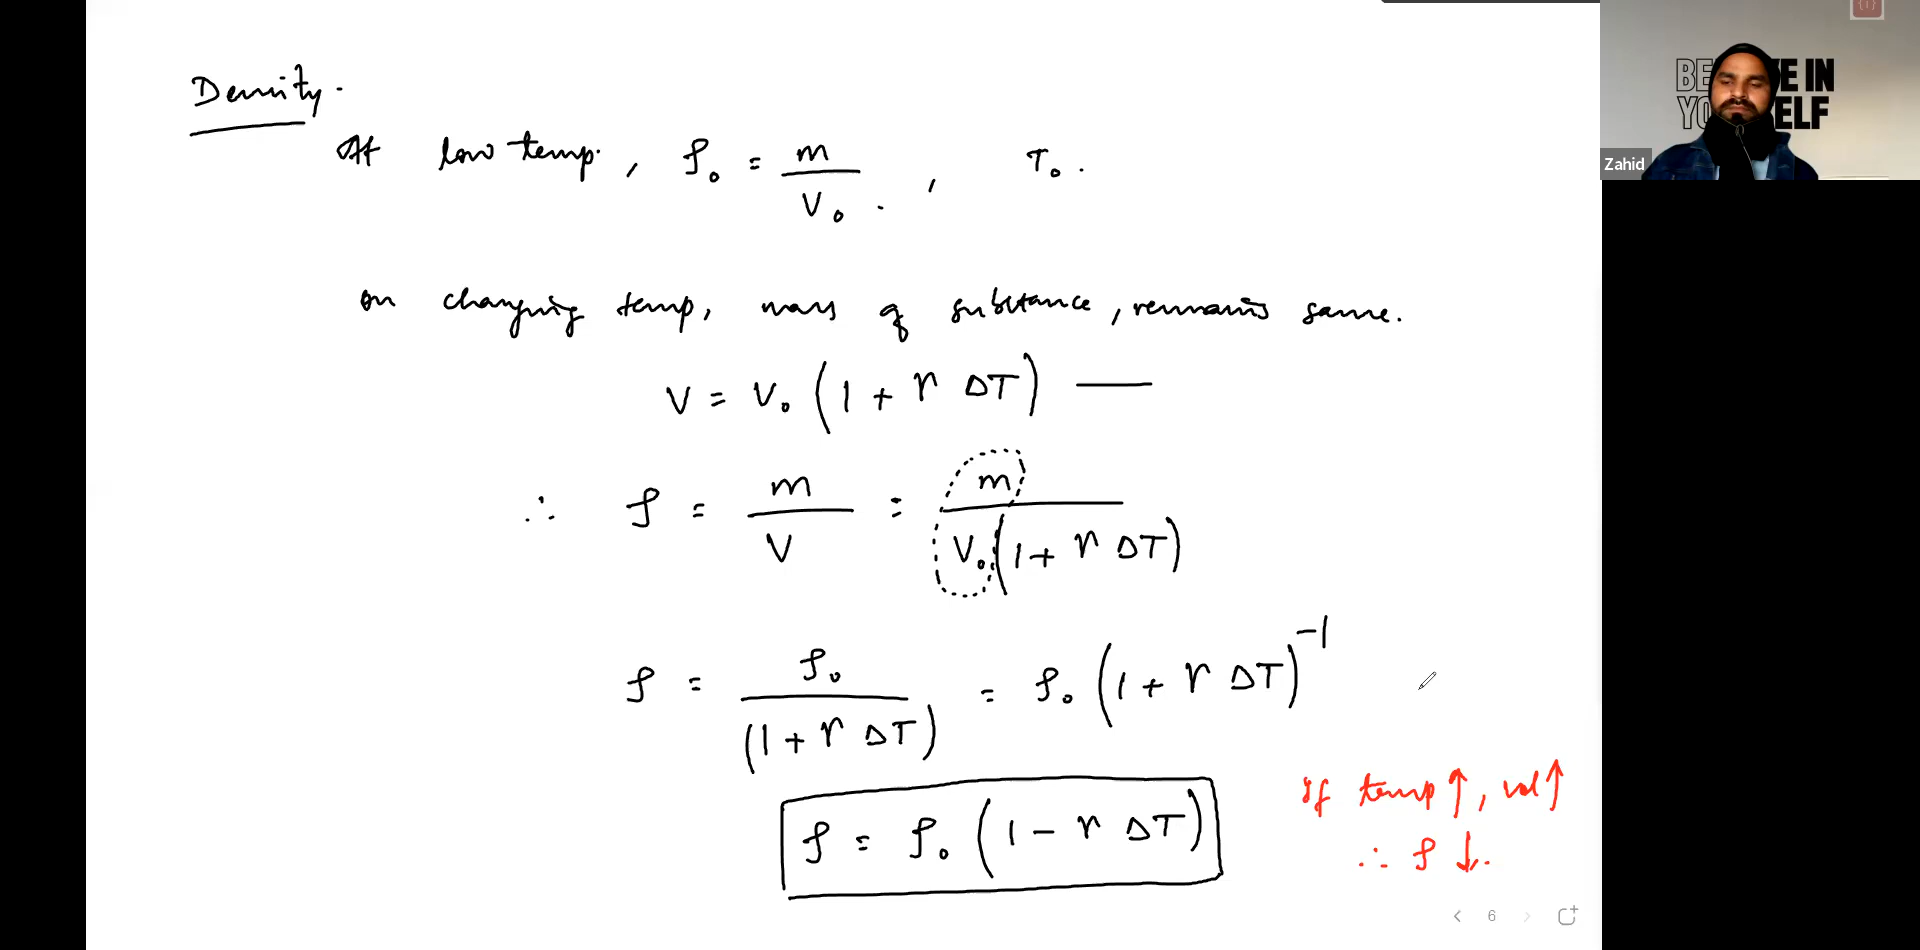 Density.
At low temp., ρ₀ = m / V₀ . , T₀ .
on changing temp, mass of substance, remains same.
V = V₀ (1 + γ ΔT) —
∴ ρ = m / V = m / V₀ (1 + γ ΔT)
ρ = ρ₀ / (1 + γ ΔT) = ρ₀ (1 + γ ΔT)⁻¹
ρ = ρ₀ (1 − γ ΔT)
If temp ↑, vol ↑
∴ ρ ↓.
6
Zahid